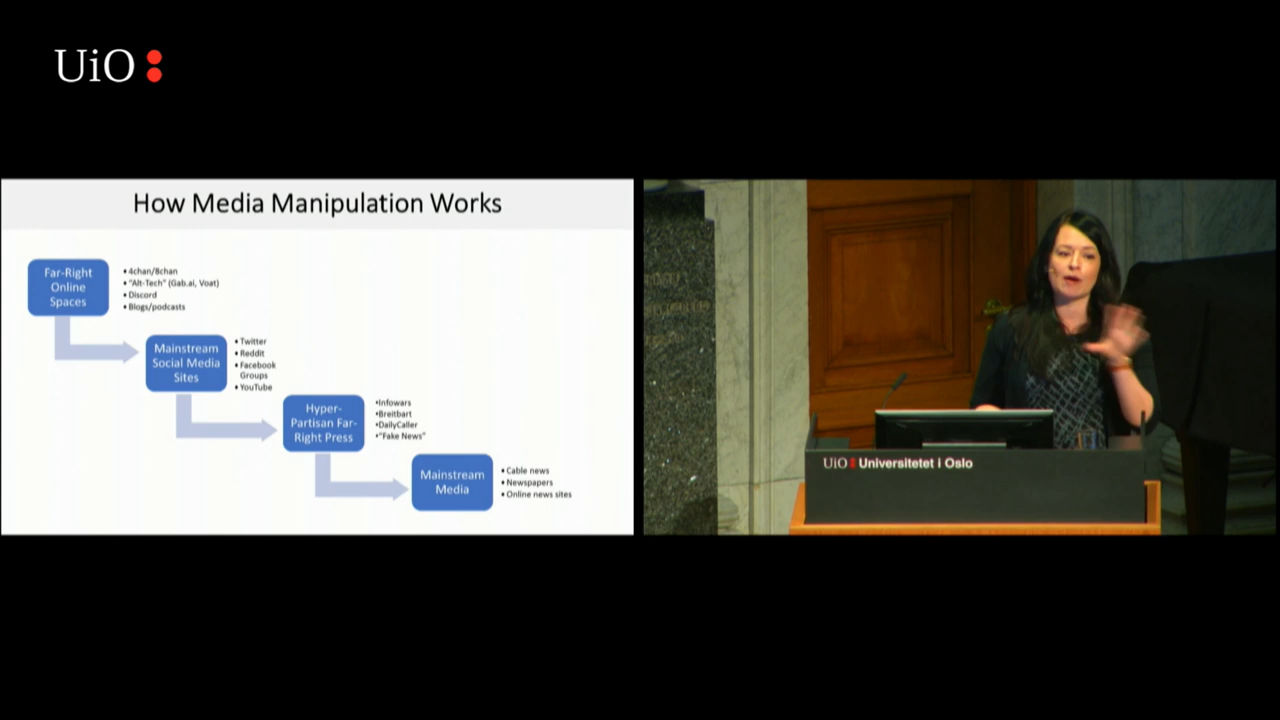 UiO
How Media Manipulation Works
Far-Right
Online
Spaces
• 4chan/8chan
• "Alt-Tech" (Gab.ai, Voat)
• Discord
• Blogs/podcasts
Mainstream
Social Media
Sites
• Twitter
• Reddit
• Facebook
Groups
• YouTube
Hyper-
Partisan Far-
Right Press
•Infowars
•Breitbart
•DailyCaller
•"Fake News"
Mainstream
Media
• Cable news
• Newspapers
• Online news sites
UiO Universitetet i Oslo